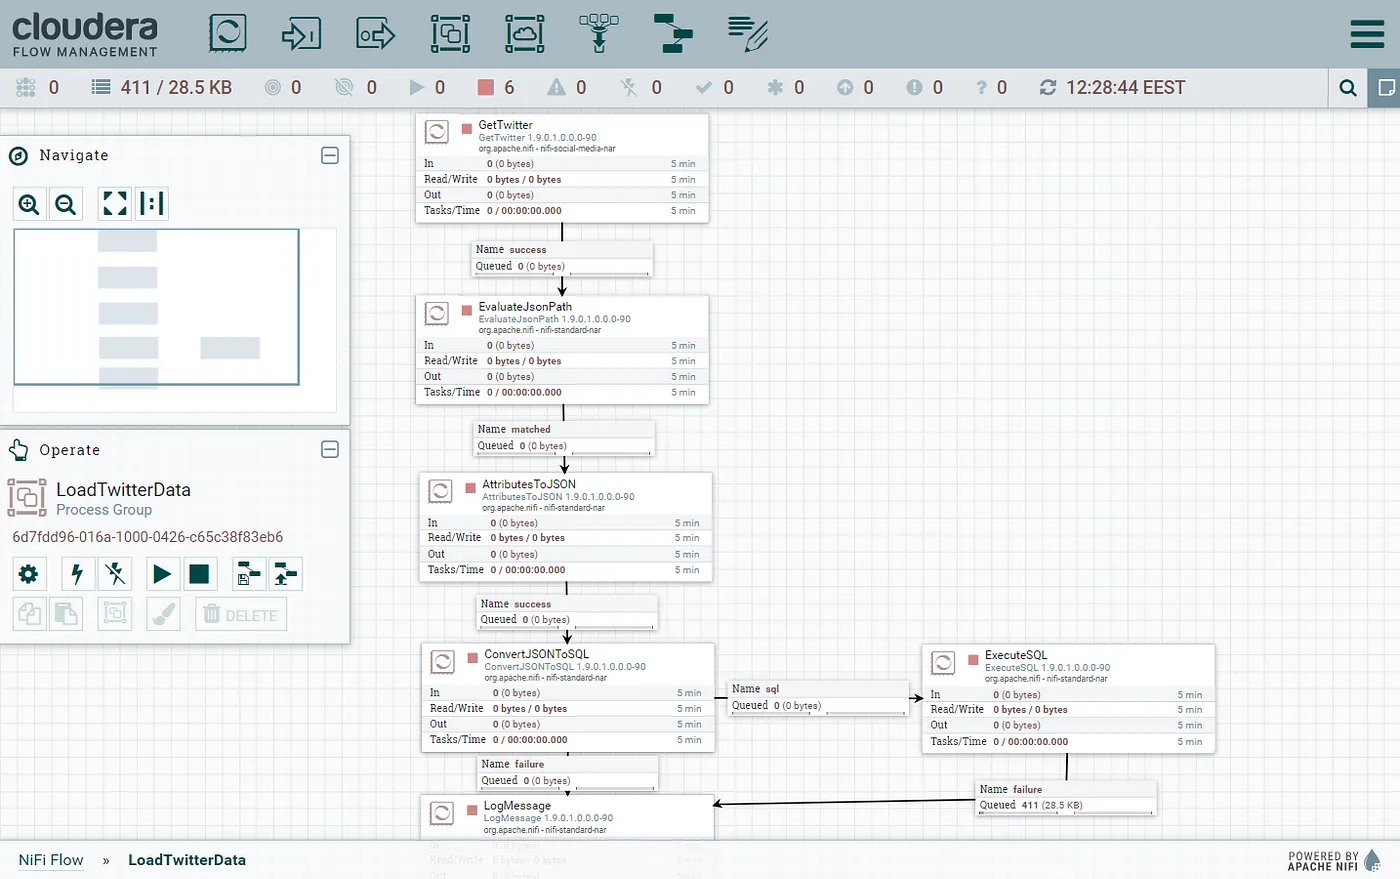 cloudera
FLOW MANAGEMENT
0
411 / 28.5 KB
0
0
0
6
0
0
0
0
0
0
? 0
12:28:44 EEST
Navigate
Operate
LoadTwitterData
Process Group
6d7fdd96-016a-1000-0426-c65c38f83eb6
DELETE
GetTwitter
GetTwitter 1.9.0.1.0.0.0-90
org.apache.nifi - nifi-social-media-nar
In 0 (0 bytes) 5 min
Read/Write 0 bytes / 0 bytes 5 min
Out 0 (0 bytes) 5 min
Tasks/Time 0 / 00:00:00.000 5 min
Name success
Queued 0 (0 bytes)
EvaluateJsonPath
EvaluateJsonPath 1.9.0.1.0.0.0-90
org.apache.nifi - nifi-standard-nar
In 0 (0 bytes) 5 min
Read/Write 0 bytes / 0 bytes 5 min
Out 0 (0 bytes) 5 min
Tasks/Time 0 / 00:00:00.000 5 min
Name matched
Queued 0 (0 bytes)
AttributesToJSON
AttributesToJSON 1.9.0.1.0.0.0-90
org.apache.nifi - nifi-standard-nar
In 0 (0 bytes) 5 min
Read/Write 0 bytes / 0 bytes 5 min
Out 0 (0 bytes) 5 min
Tasks/Time 0 / 00:00:00.000 5 min
Name success
Queued 0 (0 bytes)
ConvertJSONToSQL
ConvertJSONToSQL 1.9.0.1.0.0.0-90
org.apache.nifi - nifi-standard-nar
In 0 (0 bytes) 5 min
Read/Write 0 bytes / 0 bytes 5 min
Out 0 (0 bytes) 5 min
Tasks/Time 0 / 00:00:00.000 5 min
Name sql
Queued 0 (0 bytes)
ExecuteSQL
ExecuteSQL 1.9.0.1.0.0.0-90
org.apache.nifi - nifi-standard-nar
In 0 (0 bytes) 5 min
Read/Write 0 bytes / 0 bytes 5 min
Out 0 (0 bytes) 5 min
Tasks/Time 0 / 00:00:00.000 5 min
Name failure
Queued 0 (0 bytes)
Name failure
Queued 411 (28.5 KB)
LogMessage
LogMessage 1.9.0.1.0.0.0-90
org.apache.nifi - nifi-standard-nar
In 0 (0 bytes) 5 min
Read/Write 0 bytes / 0 bytes 5 min
NiFi Flow » LoadTwitterData
POWERED BY
APACHE NIFI